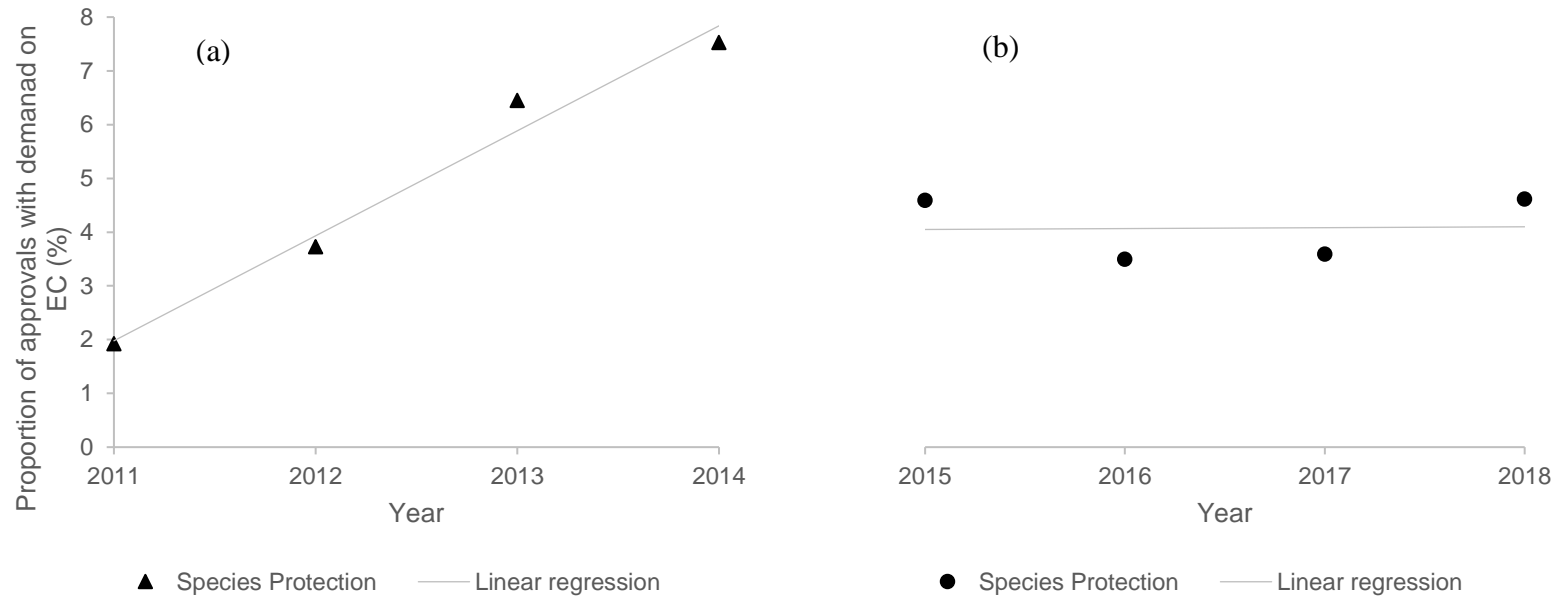 Proportion of approvals with demanad on
EC (%)
8
7
6
5
4
3
2
1
0
(a)
2011 2012 2013 2014
Year
▲ Species Protection Linear regression
(b)
2015 2016 2017 2018
Year
● Species Protection Linear regression